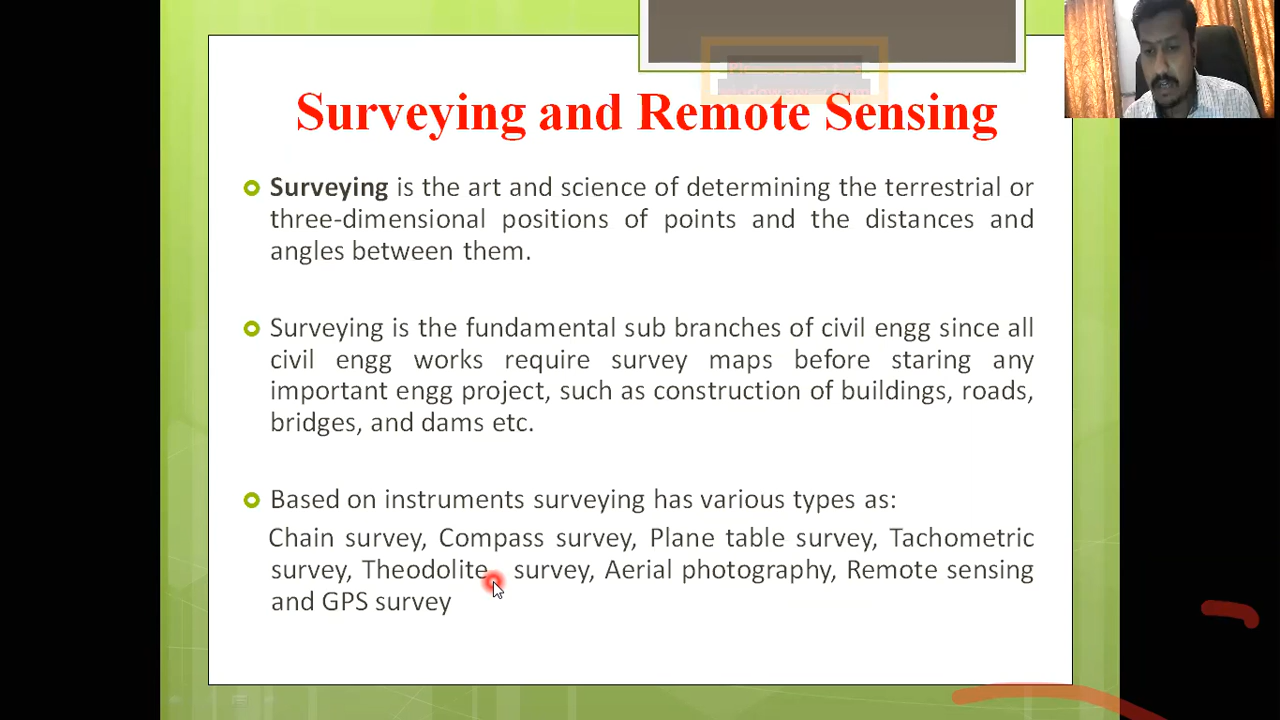 Surveying and Remote Sensing
Surveying is the art and science of determining the terrestrial or
three-dimensional positions of points and the distances and
angles between them.
Surveying is the fundamental sub branches of civil engg since all
civil engg works require survey maps before staring any
important engg project, such as construction of buildings, roads,
bridges, and dams etc.
Based on instruments surveying has various types as:
Chain survey, Compass survey, Plane table survey, Tachometric
survey, Theodolite survey, Aerial photography, Remote sensing
and GPS survey